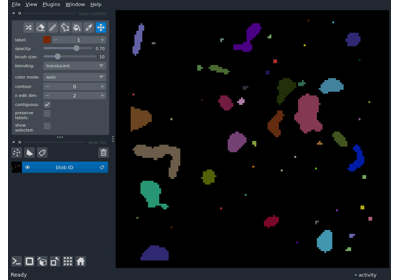 File View Plugins Window Help
label: 1
opacity: 0.70
brush size: 10
blending: translucent
color mode: auto
contour: 0
n edit dim: 2
contiguous:
preserve
labels:
show
selected:
blob ID
Ready
activity